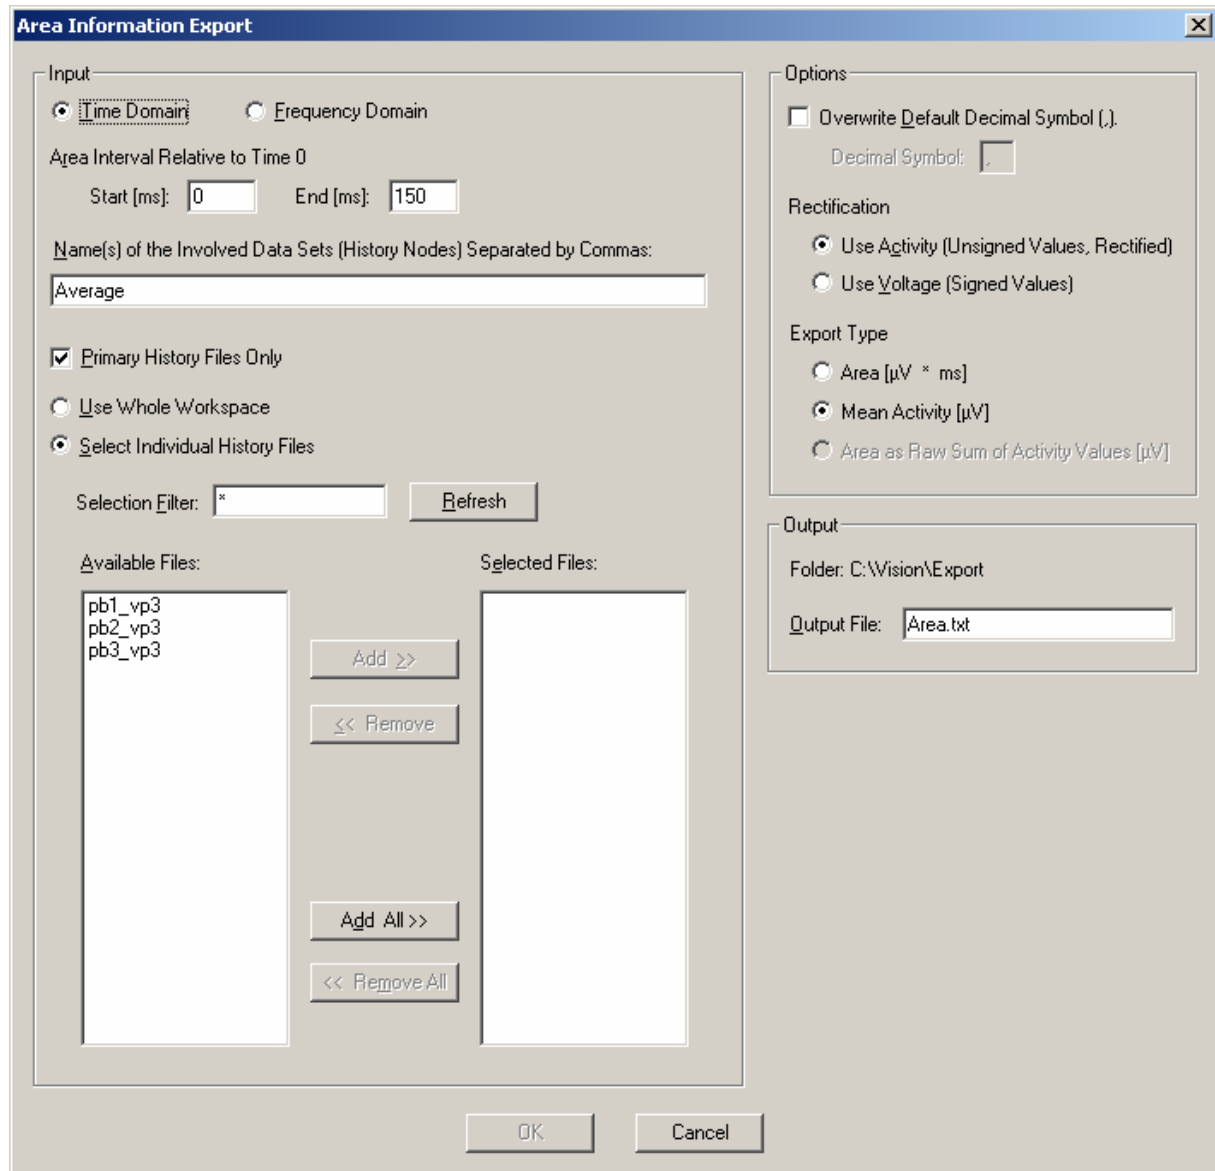 Area Information Export
Input
Time Domain Frequency Domain
Area Interval Relative to Time 0
Start [ms]: 0 End [ms]: 150
Name(s) of the Involved Data Sets (History Nodes) Separated by Commas:
Average
Primary History Files Only
Use Whole Workspace
Select Individual History Files
Selection Filter: * Refresh
Available Files: Selected Files:
pb1_vp3
pb2_vp3
pb3_vp3
Add >>
<< Remove
Add All >>
<< Remove All
Options
Overwrite Default Decimal Symbol (,).
Decimal Symbol: ,
Rectification
Use Activity (Unsigned Values, Rectified)
Use Voltage (Signed Values)
Export Type
Area [µV * ms]
Mean Activity [µV]
Area as Raw Sum of Activity Values [µV]
Output
Folder: C:\Vision\Export
Output File: Area.txt
OK Cancel